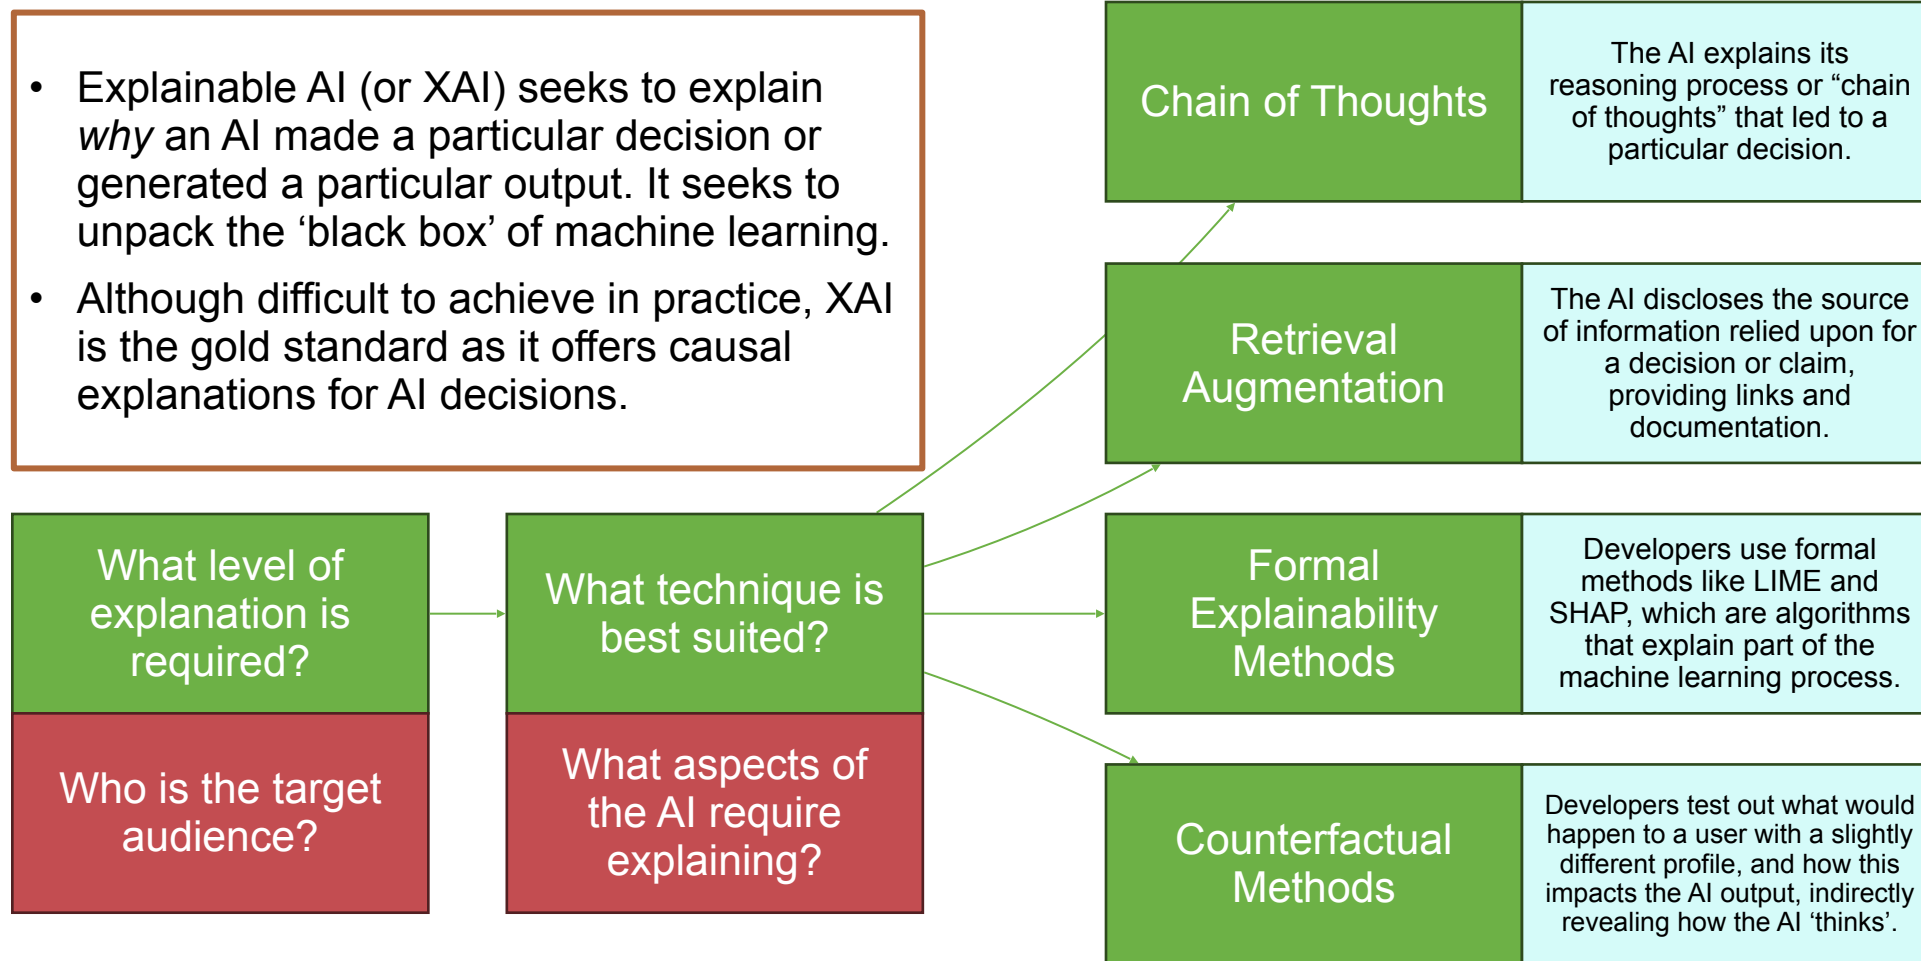 • Explainable AI (or XAI) seeks to explain
why an AI made a particular decision or
generated a particular output. It seeks to
unpack the ‘black box’ of machine learning.
• Although difficult to achieve in practice, XAI
is the gold standard as it offers causal
explanations for AI decisions.
What level of
explanation is
required?
Who is the target
audience?
What technique is
best suited?
What aspects of
the AI require
explaining?
Chain of Thoughts
The AI explains its
reasoning process or “chain
of thoughts” that led to a
particular decision.
Retrieval
Augmentation
The AI discloses the source
of information relied upon for
a decision or claim,
providing links and
documentation.
Formal
Explainability
Methods
Developers use formal
methods like LIME and
SHAP, which are algorithms
that explain part of the
machine learning process.
Counterfactual
Methods
Developers test out what would
happen to a user with a slightly
different profile, and how this
impacts the AI output, indirectly
revealing how the AI ‘thinks’.